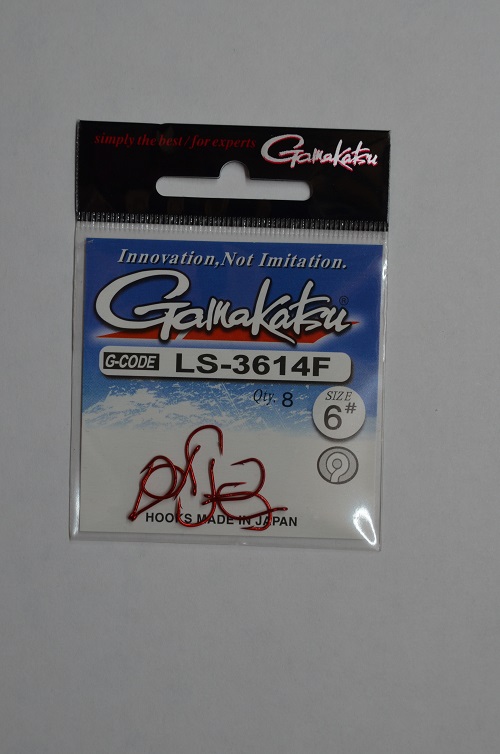 simply the best / for experts Gamakatsu
Innovation, Not Imitation.
Gamakatsu®
G-CODE LS-3614F
Qty. 8
SIZE
6#
HOOKS MADE IN JAPAN